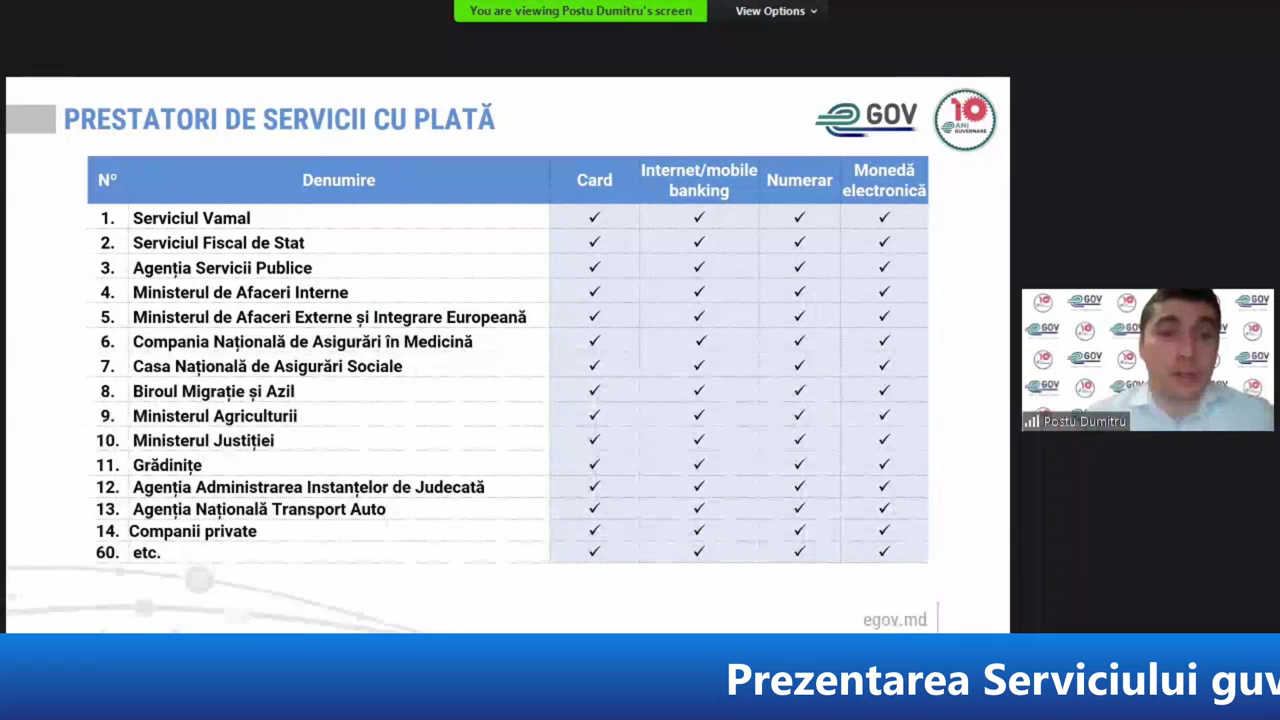 You are viewing Postu Dumitru's screen
View Options
PRESTATORI DE SERVICII CU PLATĂ
GOV
10
ANI
GUVERNARE
Nº Denumire Card Internet/mobile banking Numerar Monedă electronică
1. Serviciul Vamal ✓ ✓ ✓ ✓
2. Serviciul Fiscal de Stat ✓ ✓ ✓ ✓
3. Agenția Servicii Publice ✓ ✓ ✓ ✓
4. Ministerul de Afaceri Interne ✓ ✓ ✓ ✓
5. Ministerul de Afaceri Externe și Integrare Europeană ✓ ✓ ✓ ✓
6. Compania Națională de Asigurări în Medicină ✓ ✓ ✓ ✓
7. Casa Națională de Asigurări Sociale ✓ ✓ ✓ ✓
8. Biroul Migrație și Azil ✓ ✓ ✓ ✓
9. Ministerul Agriculturii ✓ ✓ ✓ ✓
10. Ministerul Justiției ✓ ✓ ✓ ✓
11. Grădinițe ✓ ✓ ✓ ✓
12. Agenția Administrarea Instanțelor de Judecată ✓ ✓ ✓ ✓
13. Agenția Națională Transport Auto ✓ ✓ ✓ ✓
14. Companii private ✓ ✓ ✓ ✓
60. etc. ✓ ✓ ✓ ✓
egov.md
Postu Dumitru
Prezentarea Serviciului guv